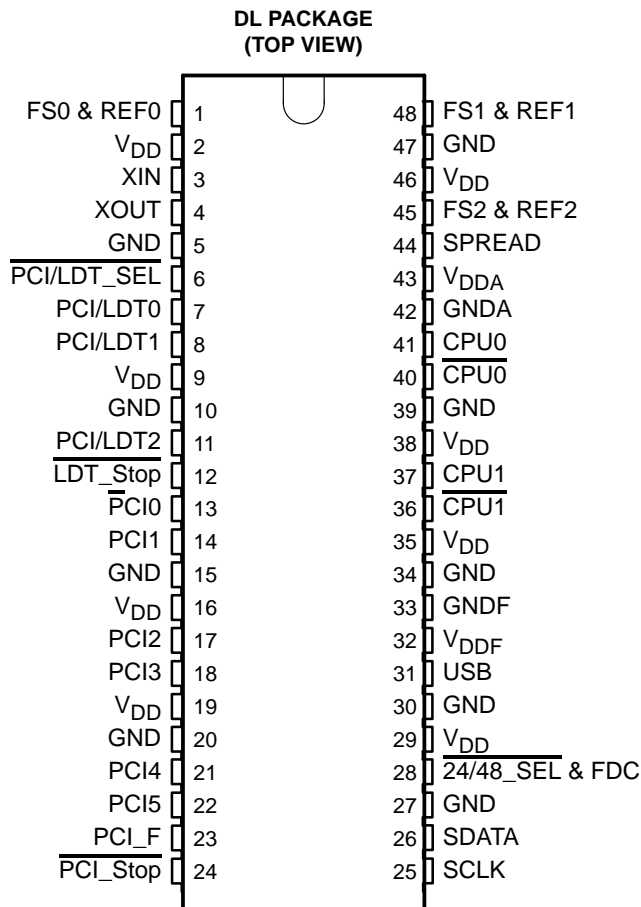 DL PACKAGE
(TOP VIEW)
FS0 & REF0 1 48 FS1 & REF1
VDD 2 47 GND
XIN 3 46 VDD
XOUT 4 45 FS2 & REF2
GND 5 44 SPREAD
PCI/LDT_SEL 6 43 VDDA
PCI/LDT0 7 42 GNDA
PCI/LDT1 8 41 CPU0
VDD 9 40 CPU0
GND 10 39 GND
PCI/LDT2 11 38 VDD
LDT_Stop 12 37 CPU1
PCI0 13 36 CPU1
PCI1 14 35 VDD
GND 15 34 GND
VDD 16 33 GNDF
PCI2 17 32 VDDF
PCI3 18 31 USB
VDD 19 30 GND
GND 20 29 VDD
PCI4 21 28 24/48_SEL & FDC
PCI5 22 27 GND
PCI_F 23 26 SDATA
PCI_Stop 24 25 SCLK